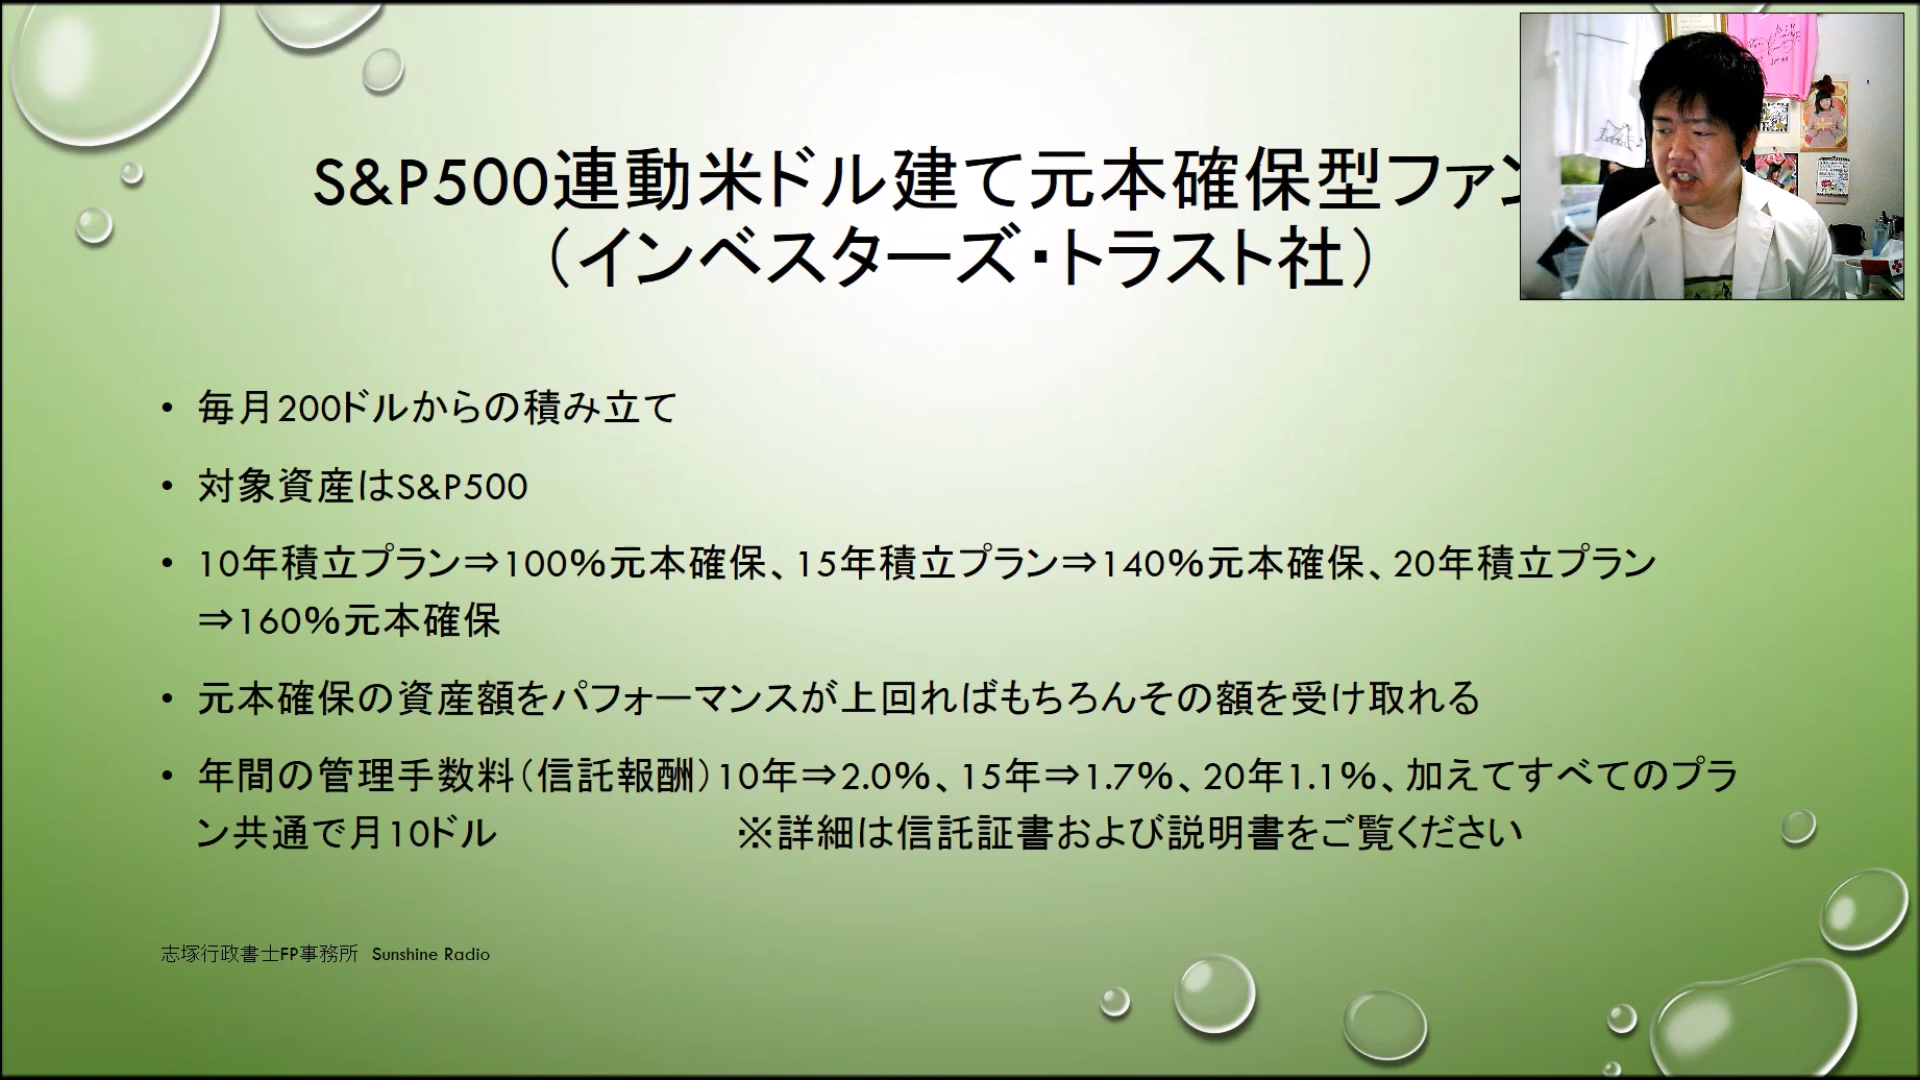 S&P500連動米ドル建て元本確保型ファン
（インベスターズ・トラスト社）
• 毎月200ドルからの積み立て
• 対象資産はS&P500
• 10年積立プラン⇒100%元本確保、15年積立プラン⇒140%元本確保、20年積立プラン
⇒160%元本確保
• 元本確保の資産額をパフォーマンスが上回ればもちろんその額を受け取れる
• 年間の管理手数料（信託報酬）10年⇒2.0%、15年⇒1.7%、20年1.1%、加えてすべてのプラ
ン共通で月10ドル ※詳細は信託証書および説明書をご覧ください
志塚行政書士FP事務所 Sunshine Radio